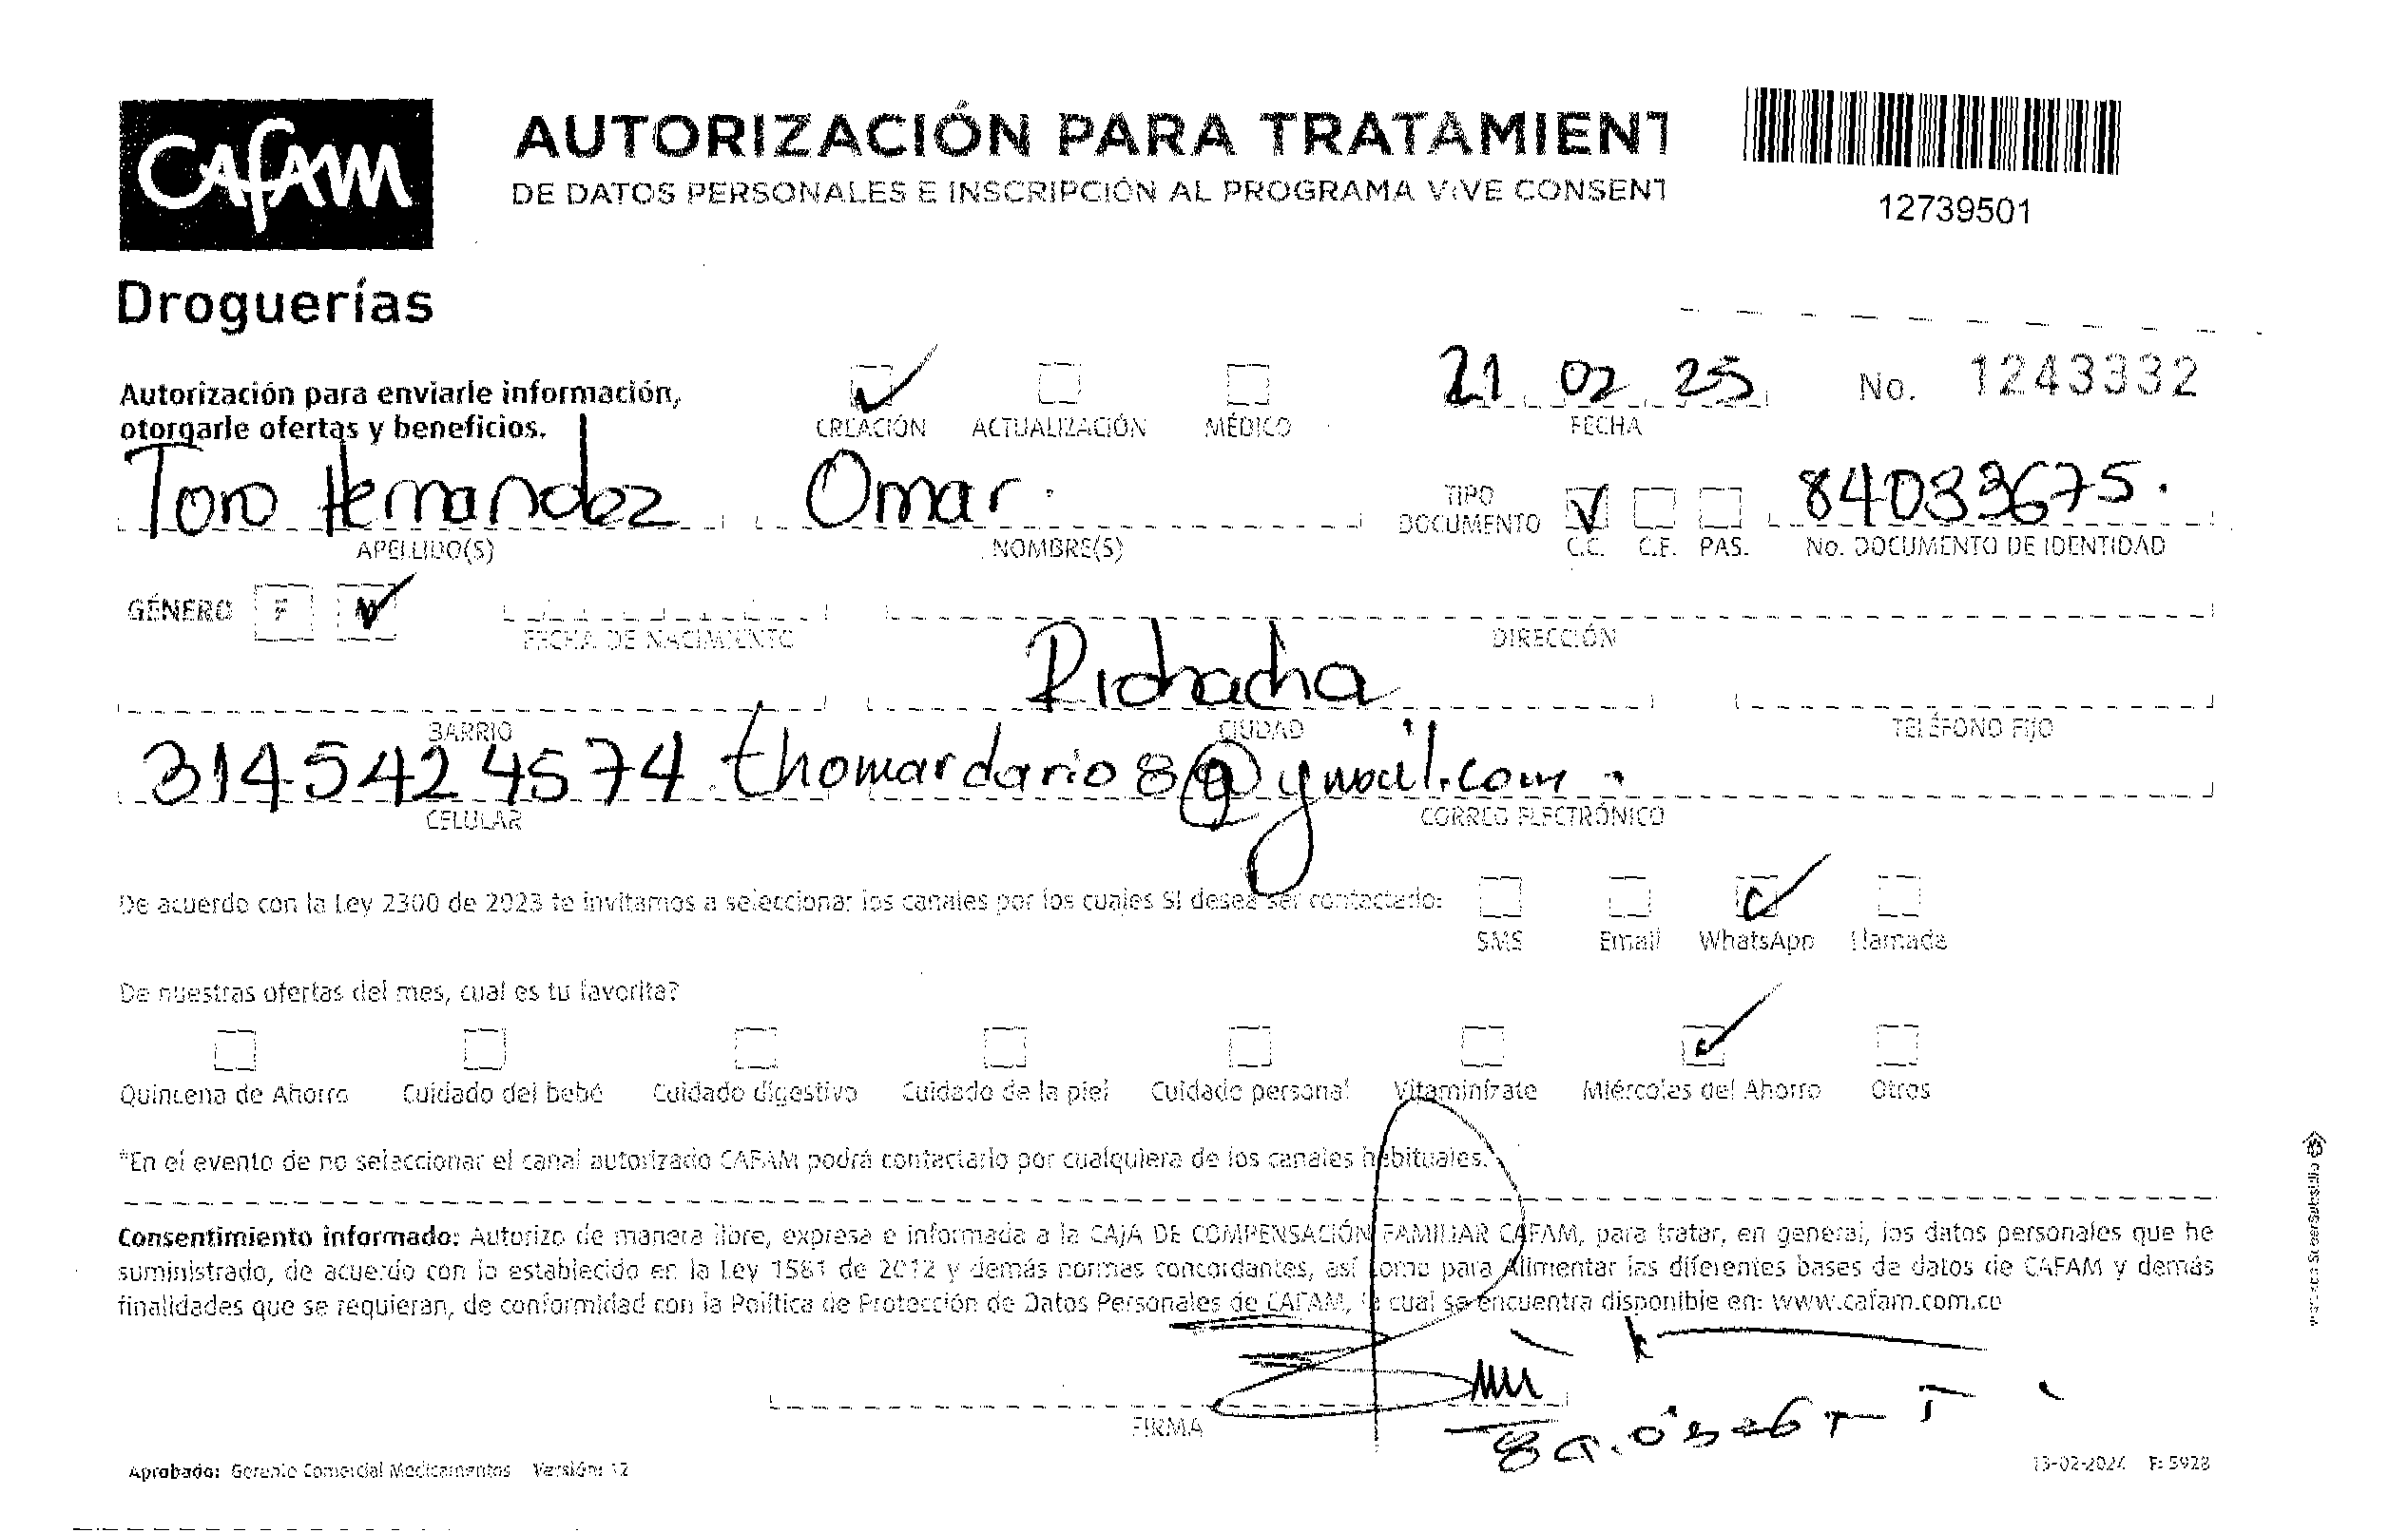 CAFAM
AUTORIZACIÓN PARA TRATAMIENT
DE DATOS PERSONALES E INSCRIPCIÓN AL PROGRAMA VIVE CONSENT
12739501
Droguerías
Autorización para enviarle información,
otorgarle ofertas y beneficios.
CREACIÓN ACTUALIZACIÓN MÉDICO
21 02 25
FECHA
No. 1243332
Toro Hernandez Omar.
APELLIDO(S) NOMBRE(S)
TIPO
DOCUMENTO
C.C. C.E. PAS.
84033675.
No. DOCUMENTO DE IDENTIDAD
GÉNERO F M
FECHA DE NACIMIENTO DIRECCIÓN
Riohacha
BARRIO CIUDAD TELÉFONO FIJO
3145424574 thomardario8@gmail.com.
CELULAR CORREO ELECTRÓNICO
De acuerdo con la Ley 2300 de 2023 te invitamos a seleccionar los canales por los cuales SI desea ser contactado:
SMS Email WhatsApp Llamada
De nuestras ofertas del mes, cual es tu favorita?
Quincena de Ahorro Cuidado del bebé Cuidado digestivo Cuidado de la piel Cuidado personal Vitaminízate Miércoles del Ahorro Otros
*En el evento de no seleccionar el canal autorizado CAFAM podrá contactarlo por cualquiera de los canales habituales.
Consentimiento informado: Autorizo de manera libre, expresa e informada a la CAJA DE COMPENSACIÓN FAMILIAR CAFAM, para tratar, en general, los datos personales que he
suministrado, de acuerdo con lo establecido en la Ley 1581 de 2012 y demás normas concordantes, así como para Alimentar las diferentes bases de datos de CAFAM y demás
finalidades que se requieran, de conformidad con la Política de Protección de Datos Personales de CAFAM, la cual se encuentra disponible en: www.cafam.com.co
FIRMA
Aprobado: Gerente Comercial Medicamentos Versión: 12
13-02-2024 F: 5928